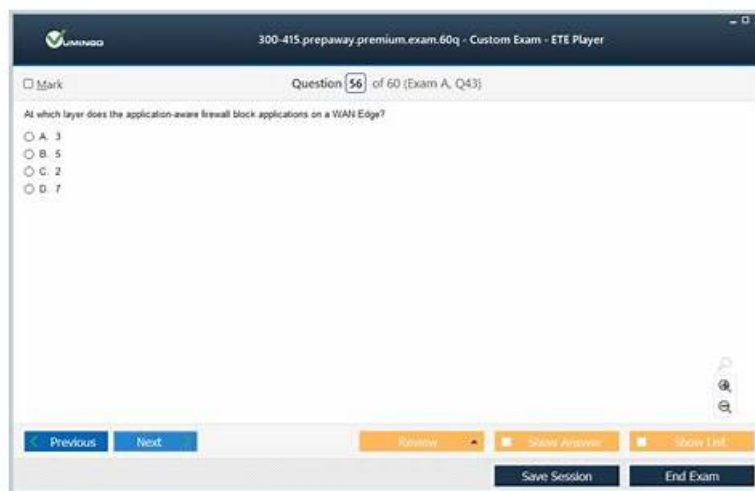 VUMINGO
300-415.prepaway.premium.exam.60q - Custom Exam - ETE Player
Mark
Question 56 of 60 (Exam A, Q43)
At which layer does the application-aware firewall block applications on a WAN Edge?
A. 3
B. 5
C. 2
D. 7
Previous
Next
Review
Show Answer
Show List
Save Session
End Exam